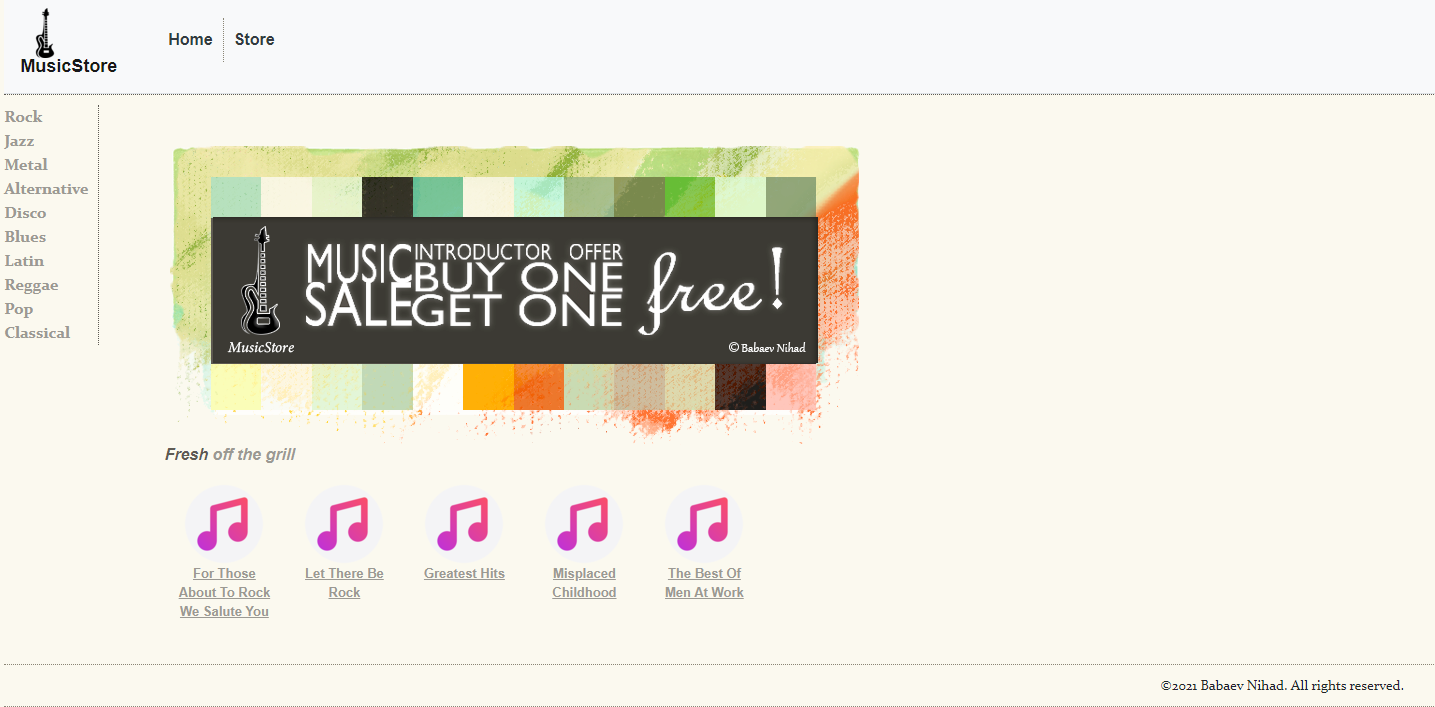 MusicStore
Home
Store
Rock
Jazz
Metal
Alternative
Disco
Blues
Latin
Reggae
Pop
Classical
MUSIC INTRODUCTOR OFFER
SALE BUY ONE GET ONE free!
MusicStore
© Babaev Nihad
Fresh off the grill
For Those
About To Rock
We Salute You
Let There Be
Rock
Greatest Hits
Misplaced
Childhood
The Best Of
Men At Work
©2021 Babaev Nihad. All rights reserved.